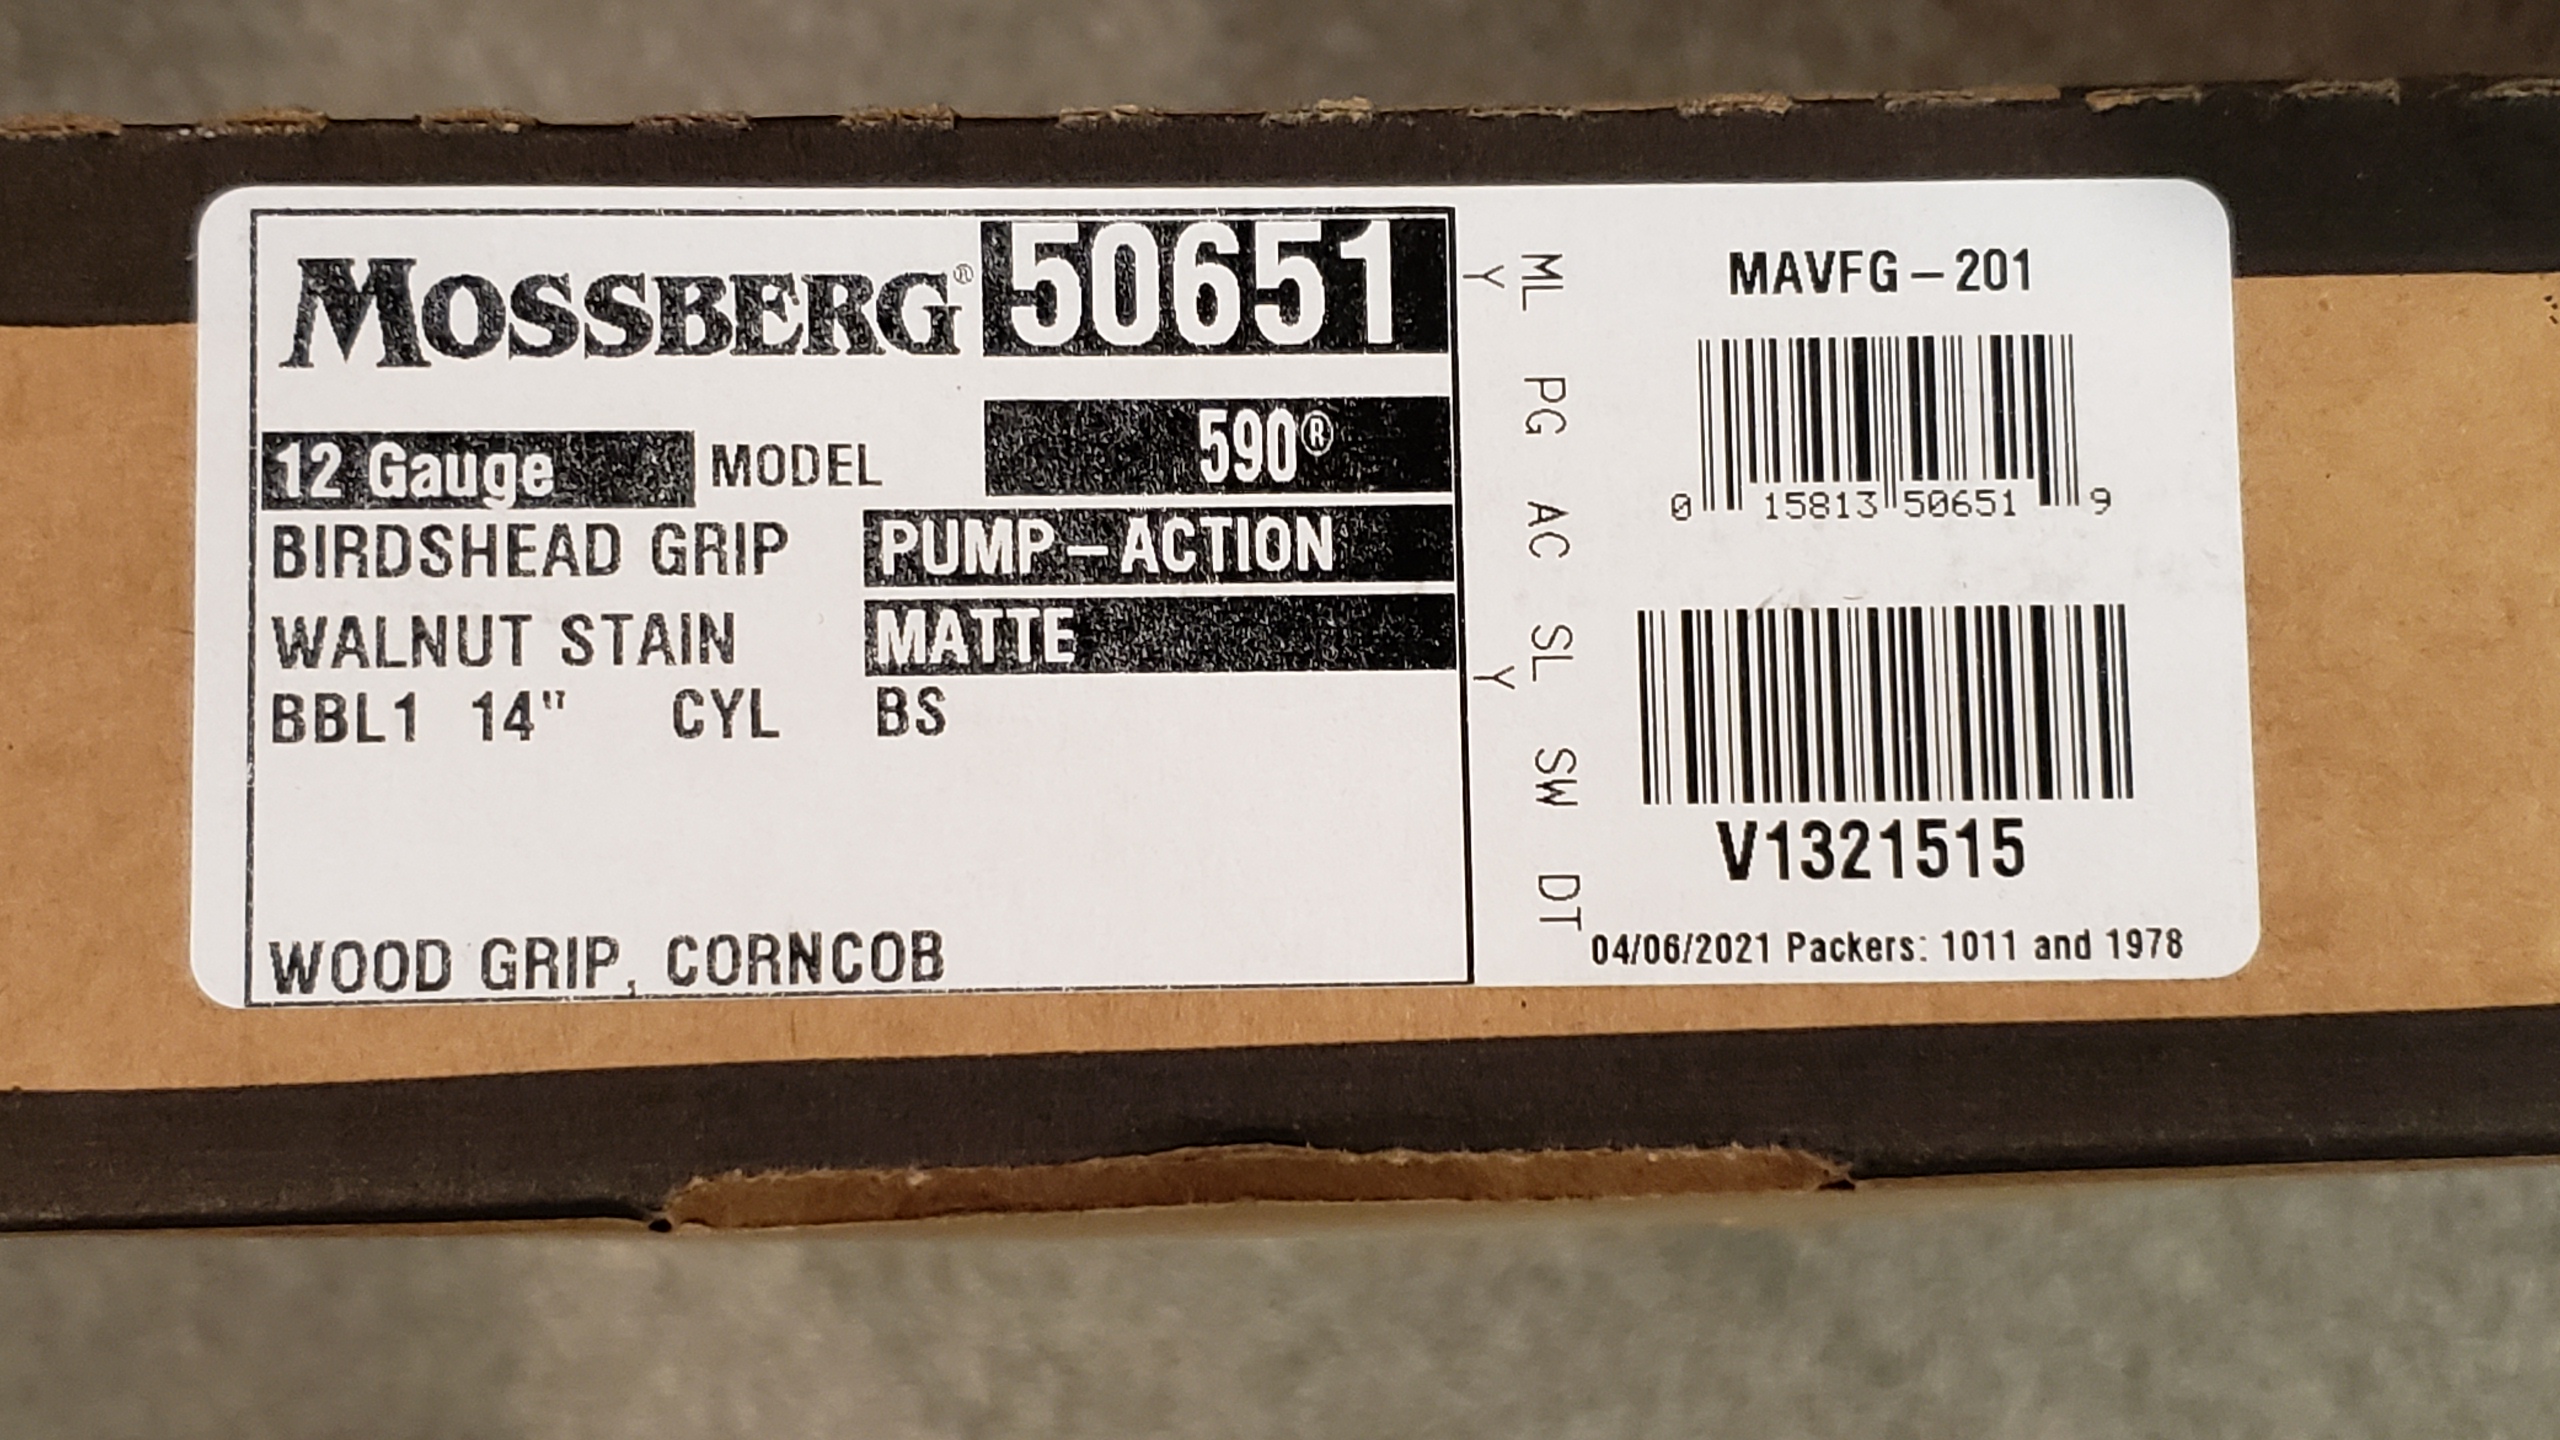 MOSSBERG® 50651
12 Gauge MODEL 590®
BIRDSHEAD GRIP PUMP-ACTION
WALNUT STAIN MATTE
BBL1 14" CYL BS
WOOD GRIP, CORNCOB
ML PG AC SL SW DT
Y Y
MAVFG-201
0 15813 50651 9
V1321515
04/06/2021 Packers: 1011 and 1978